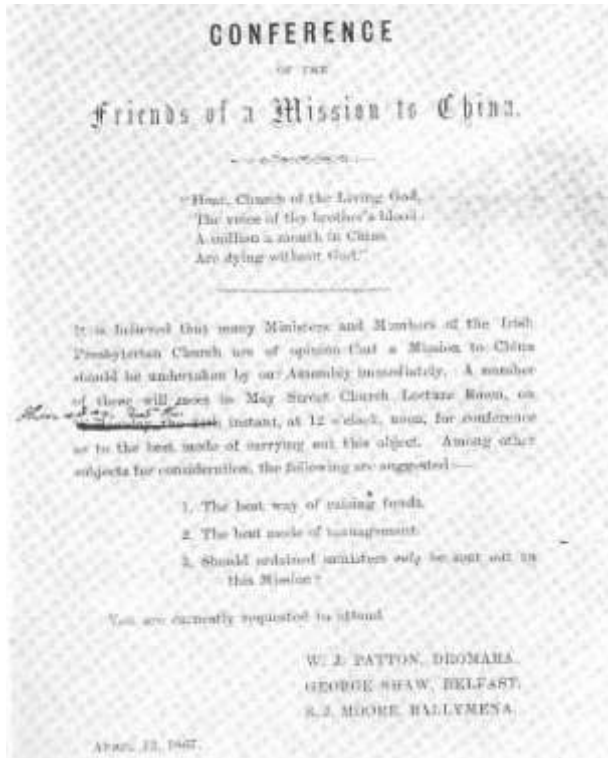 CONFERENCE
OF THE
Friends of a Mission to China.
"Hear, Church of the Living God,
The voice of thy brother's blood:
A million a month in China
Are dying without God."
It is believed that many Ministers and Members of the Irish
Presbyterian Church are of opinion that a Mission to China
should be undertaken by our Assembly immediately. A number
of these will meet in May Street Church Lecture Room, on
Thursday
instant, at 12 o'clock, noon, for conference
as to the best mode of carrying out this object. Among other
subjects for consideration, the following are suggested:—
1. The best way of raising funds.
2. The best mode of management.
3. Should ordained ministers only be sent out on
this Mission?
You are earnestly requested to attend.
W. J. PATTON, DROMARA.
GEORGE SHAW, BELFAST.
S. J. MOORE, BALLYMENA.
APRIL 12, 1867.